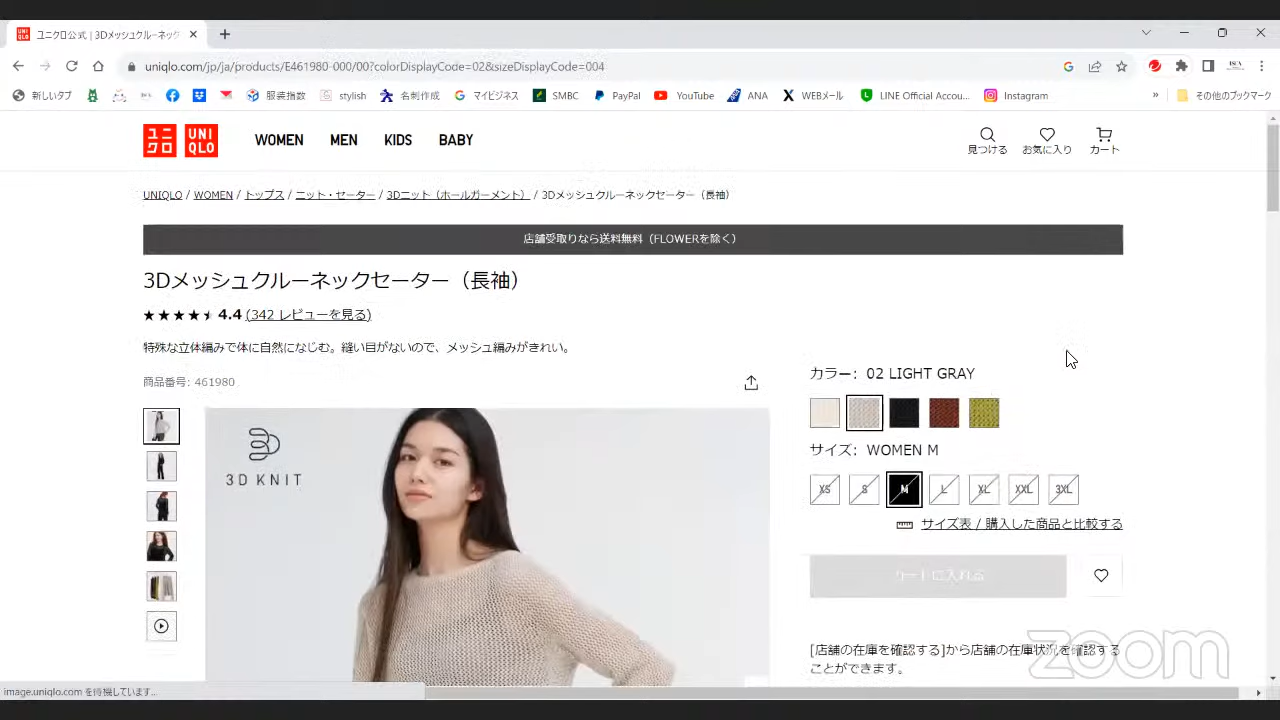 ユニクロ公式 | 3Dメッシュクルーネック
uniqlo.com/jp/ja/products/E461980-000/00?colorDisplayCode=02&sizeDisplayCode=004
新しいタブ stylish 服装指数 名刺作成 マイビジネス SMBC PayPal YouTube ANA WEBメール LINE Official Accou... Instagram » その他のブックマーク
ユニクロ UNIQLO WOMEN MEN KIDS BABY 見つける お気に入り カート
UNIQLO / WOMEN / トップス / ニット・セーター / 3Dニット（ホールガーメント） / 3Dメッシュクルーネックセーター（長袖）
店舗受取りなら送料無料（FLOWERを除く）
3Dメッシュクルーネックセーター（長袖）
4.4 (342 レビューを見る)
特殊な立体編みで体に自然になじむ。縫い目がないので、メッシュ編みがきれい。
商品番号: 461980
カラー: 02 LIGHT GRAY
3D KNIT
サイズ: WOMEN M
XS S M L XL XXL 3XL
サイズ表 / 購入した商品と比較する
カートに入れる
[店舗の在庫を確認する]から店舗の在庫状況を確認する
ことができます。
zoom
image.uniqlo.com を待機しています...